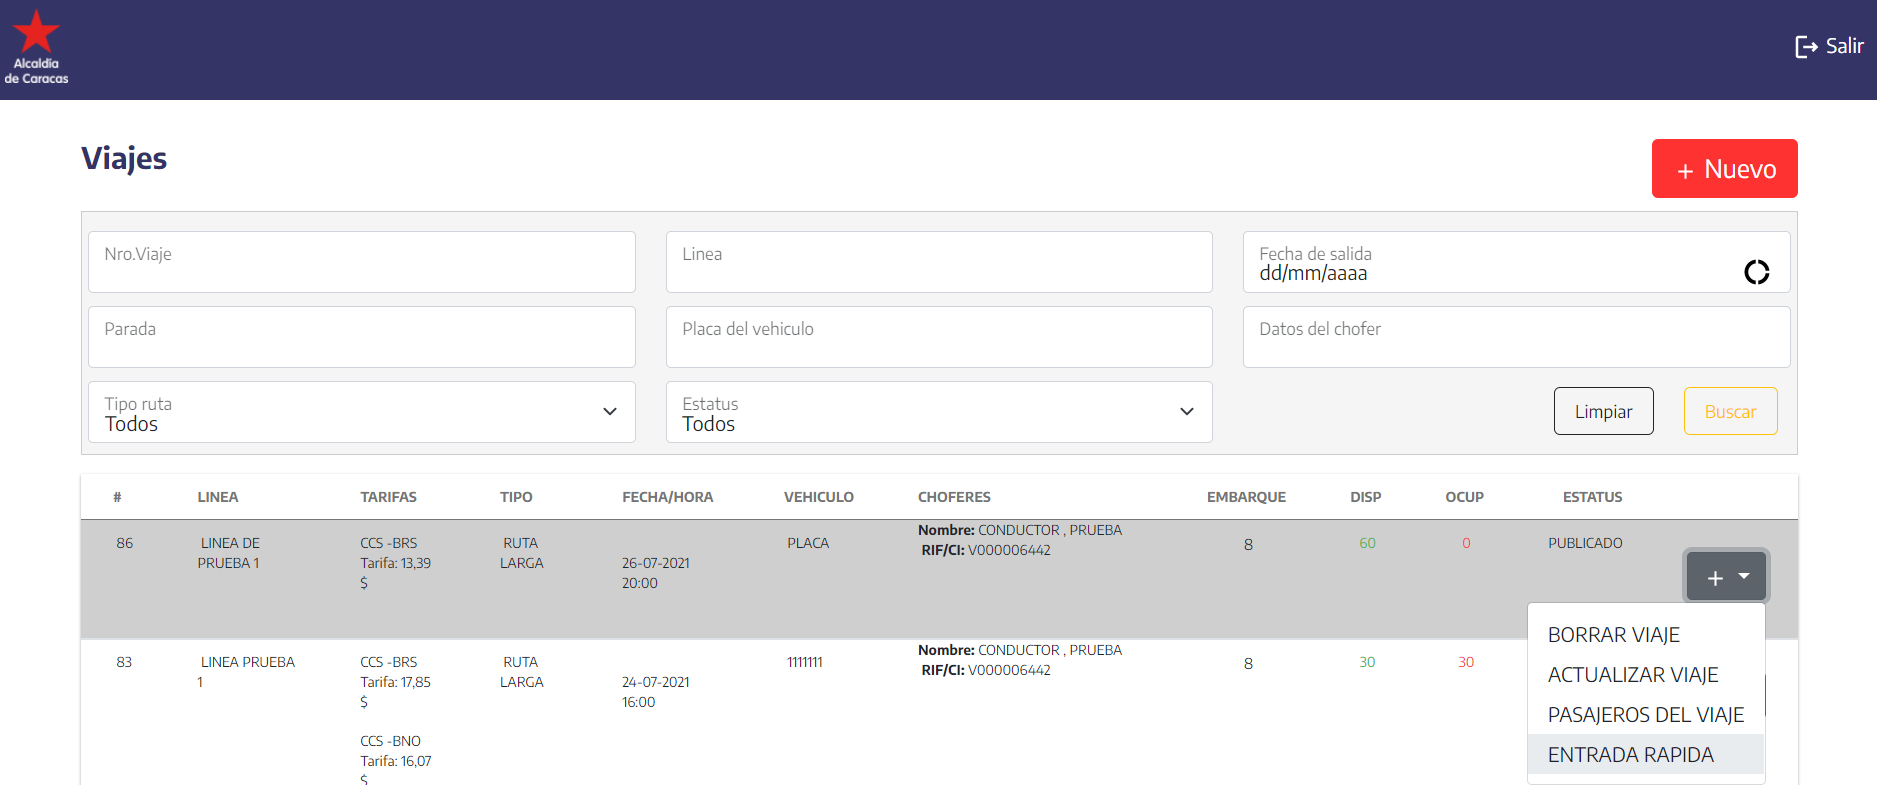 Alcaldía
de Caracas
Salir
Viajes
+ Nuevo
Nro.Viaje
Linea
Fecha de salida
dd/mm/aaaa
Parada
Placa del vehiculo
Datos del chofer
Tipo ruta
Todos
Estatus
Todos
Limpiar
Buscar
# LINEA TARIFAS TIPO FECHA/HORA VEHICULO CHOFERES EMBARQUE DISP OCUP ESTATUS
Nombre: CONDUCTOR , PRUEBA
86 LINEA DE CCS -BRS RUTA PLACA RIF/CI: V000006442 8 60 0 PUBLICADO
PRUEBA 1 Tarifa: 13,39 LARGA 26-07-2021
$ 20:00
+
BORRAR VIAJE
ACTUALIZAR VIAJE
PASAJEROS DEL VIAJE
ENTRADA RAPIDA
Nombre: CONDUCTOR , PRUEBA
83 LINEA PRUEBA CCS -BRS RUTA 1111111 RIF/CI: V000006442 8 30 30
1 Tarifa: 17,85 LARGA 24-07-2021
$ 16:00
CCS -BNO
Tarifa: 16,07
$